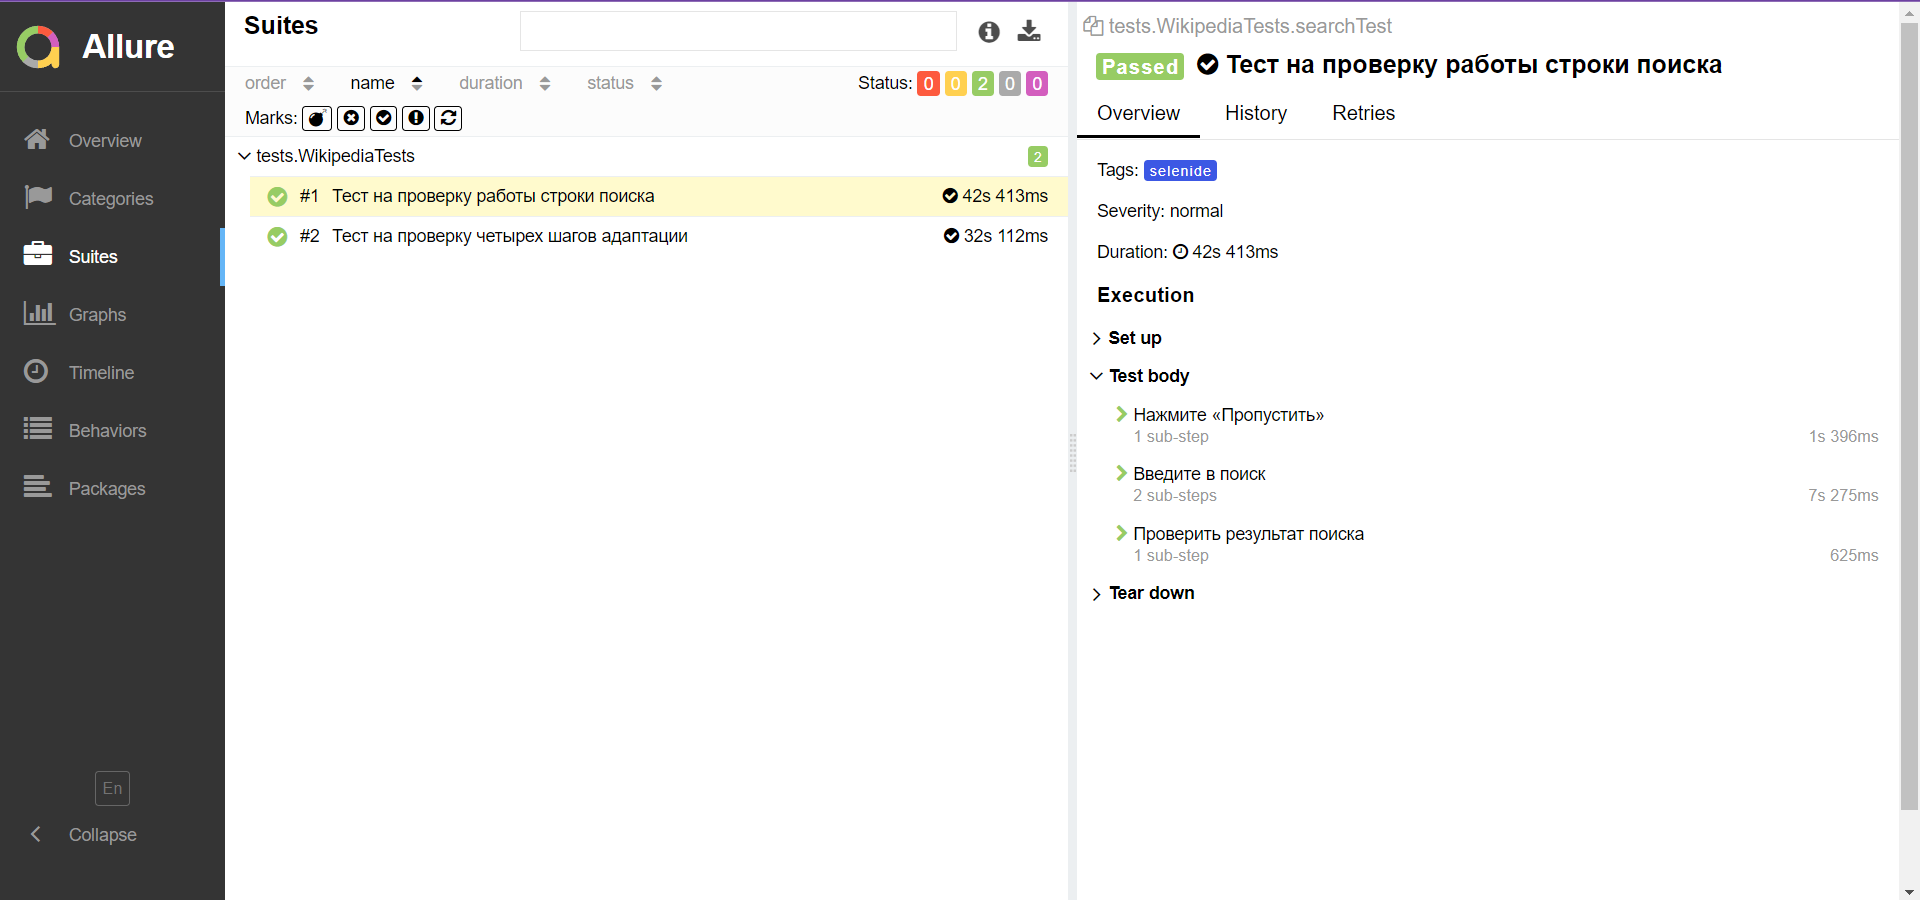 Allure
Overview
Categories
Suites
Graphs
Timeline
Behaviors
Packages
En
Collapse
Suites
order name duration status Status: 0 0 2 0 0
Marks:
tests.WikipediaTests 2
#1 Тест на проверку работы строки поиска 42s 413ms
#2 Тест на проверку четырех шагов адаптации 32s 112ms
tests.WikipediaTests.searchTest
Passed Тест на проверку работы строки поиска
Overview History Retries
Tags: selenide
Severity: normal
Duration: 42s 413ms
Execution
Set up
Test body
Нажмите «Пропустить»
1 sub-step 1s 396ms
Введите в поиск
2 sub-steps 7s 275ms
Проверить результат поиска
1 sub-step 625ms
Tear down